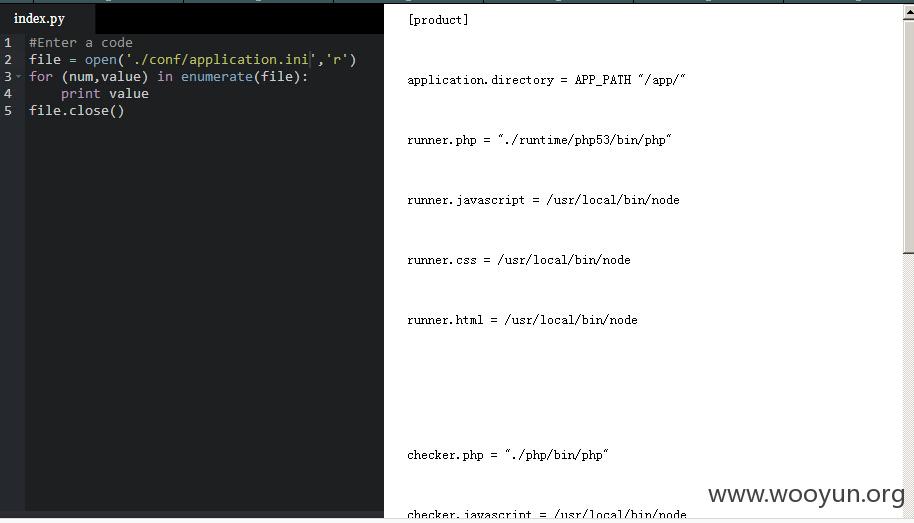 index.py
1 #Enter a code
2 file = open('./conf/application.ini','r')
3 for (num,value) in enumerate(file):
4 print value
5 file.close()
[product]
application.directory = APP_PATH "/app/"
runner.php = "./runtime/php53/bin/php"
runner.javascript = /usr/local/bin/node
runner.css = /usr/local/bin/node
runner.html = /usr/local/bin/node
checker.php = "./php/bin/php"
checker.javascript = /usr/local/bin/node
www.wooyun.org